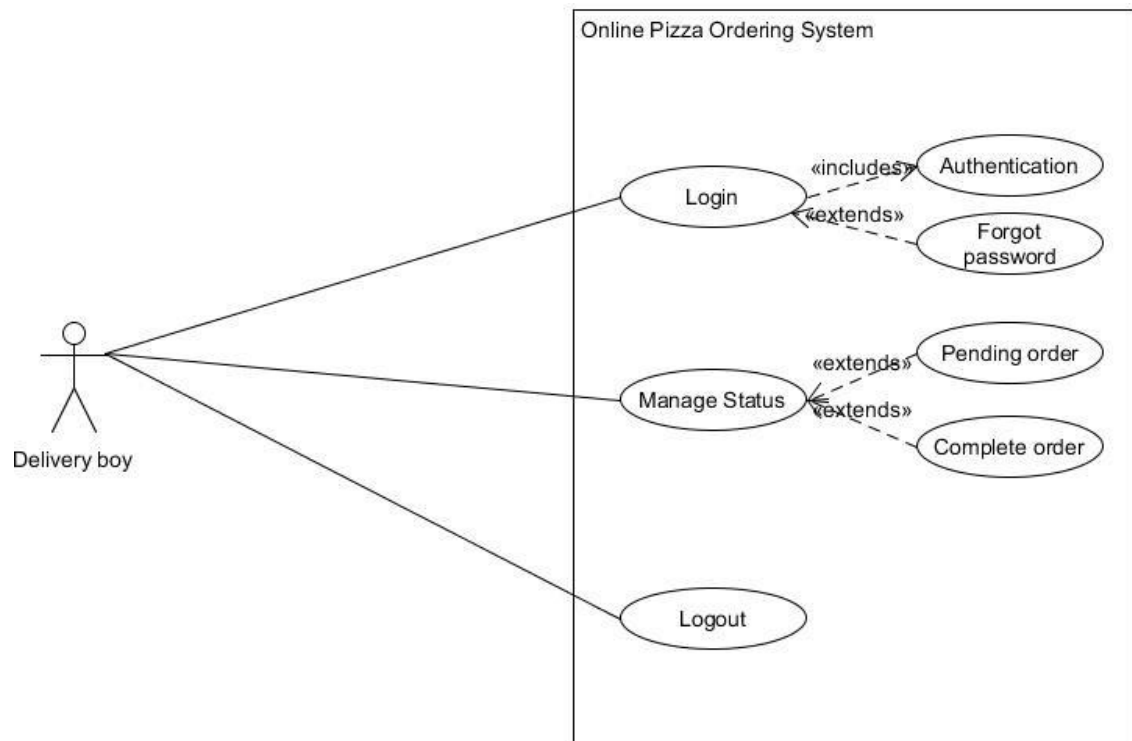 Online Pizza Ordering System
«includes»
Authentication
Login
«extends»
Forgot
password
Pending order
«extends»
Manage Status
«extends»
Complete order
Delivery boy
Logout